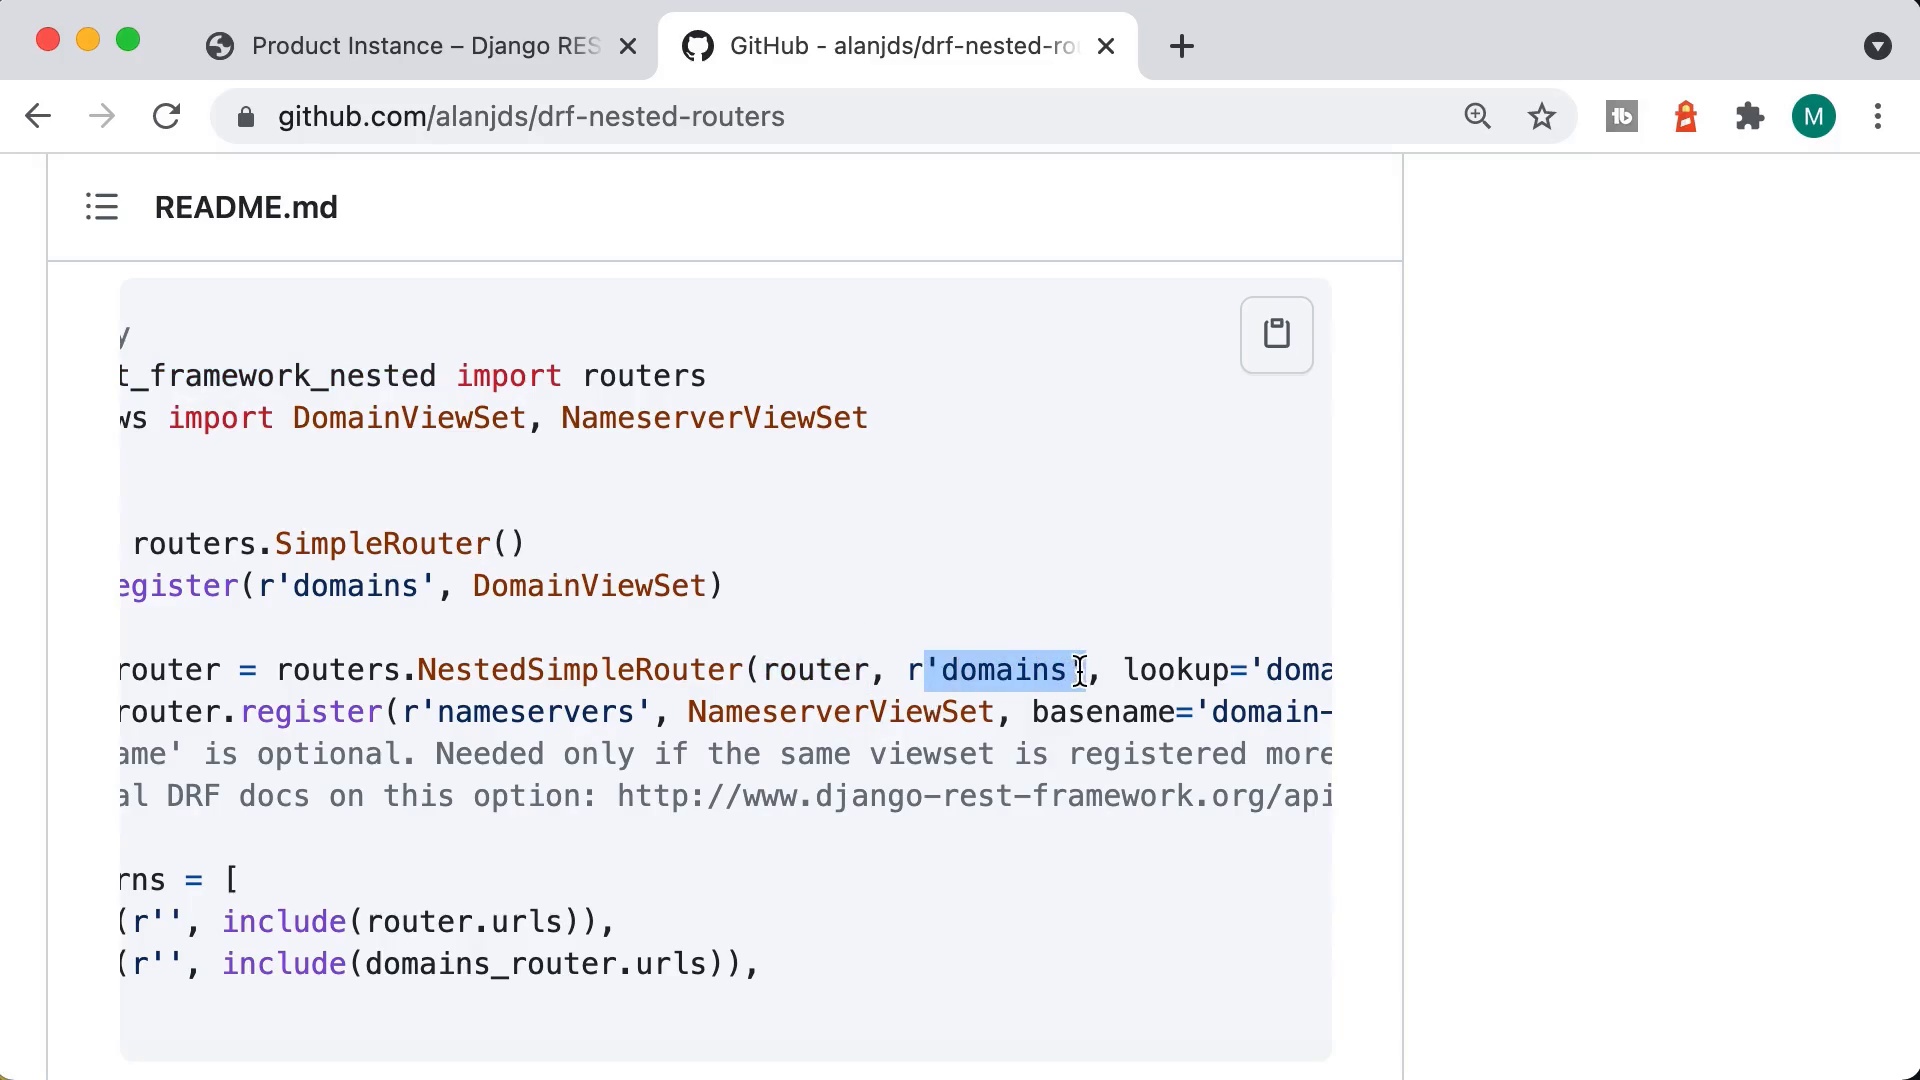 Product Instance – Django RES
GitHub - alanjds/drf-nested-ro
github.com/alanjds/drf-nested-routers
M
README.md
y
t_framework_nested import routers
ws import DomainViewSet, NameserverViewSet
routers.SimpleRouter()
egister(r'domains', DomainViewSet)
router = routers.NestedSimpleRouter(router, r'domains', lookup='doma
router.register(r'nameservers', NameserverViewSet, basename='domain-
ame' is optional. Needed only if the same viewset is registered more
al DRF docs on this option: http://www.django-rest-framework.org/api
rns = [
(r'', include(router.urls)),
(r'', include(domains_router.urls)),